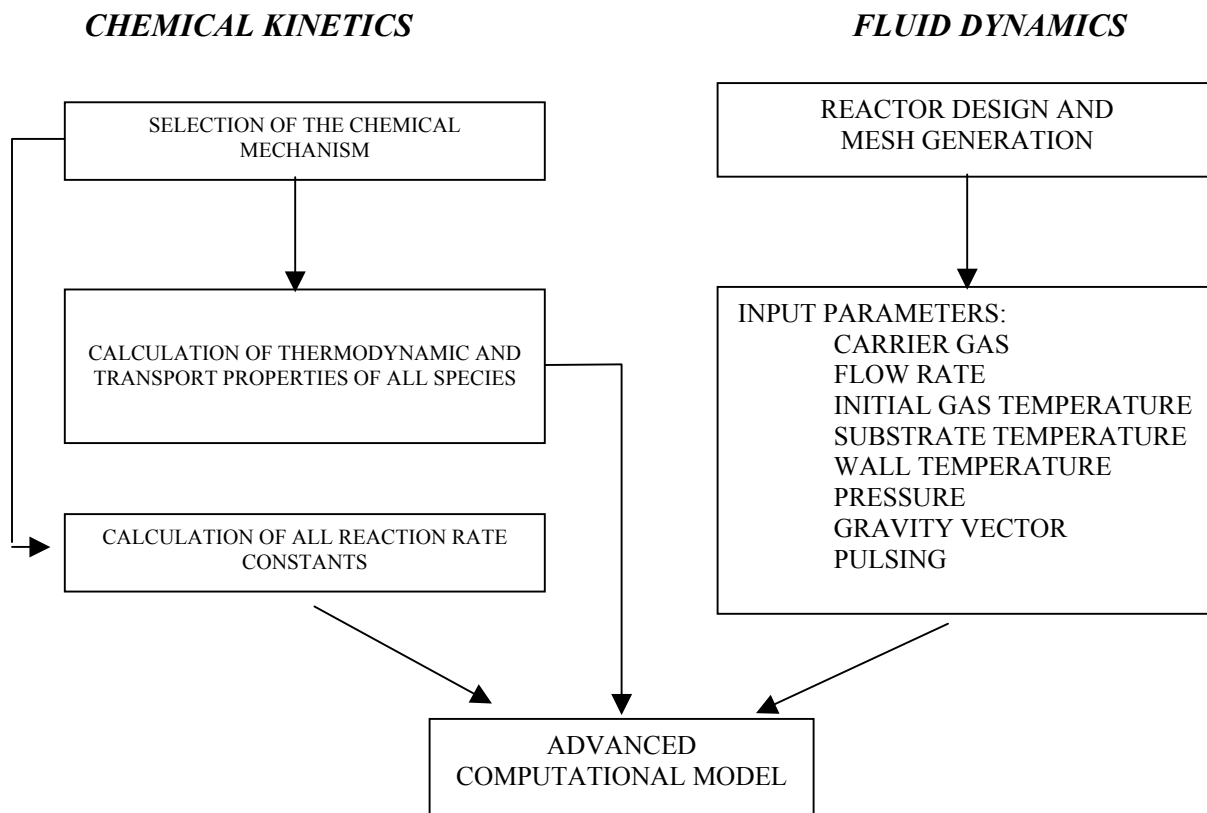 CHEMICAL KINETICS
SELECTION OF THE CHEMICAL
MECHANISM
CALCULATION OF THERMODYNAMIC AND
TRANSPORT PROPERTIES OF ALL SPECIES
CALCULATION OF ALL REACTION RATE
CONSTANTS
FLUID DYNAMICS
REACTOR DESIGN AND
MESH GENERATION
INPUT PARAMETERS:
CARRIER GAS
FLOW RATE
INITIAL GAS TEMPERATURE
SUBSTRATE TEMPERATURE
WALL TEMPERATURE
PRESSURE
GRAVITY VECTOR
PULSING
ADVANCED
COMPUTATIONAL MODEL